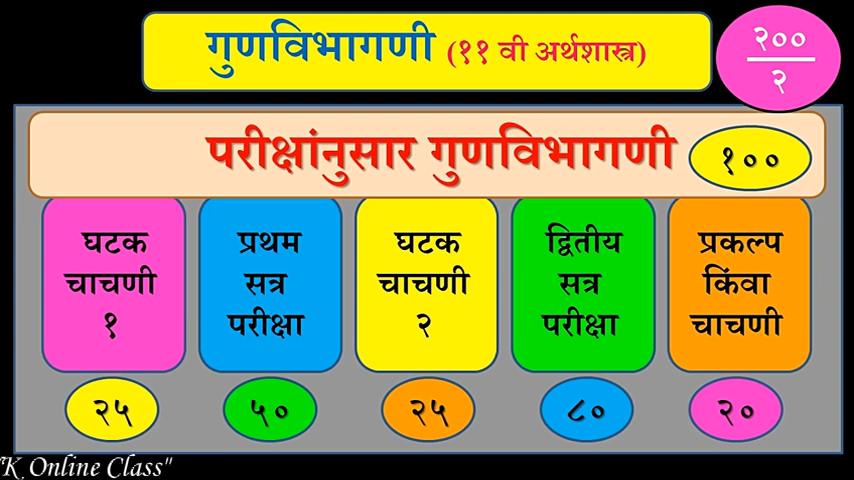 गुणविभागणी (११ वी अर्थशास्त्र)
२००
२
परीक्षांनुसार गुणविभागणी
१००
घटक
चाचणी
१
प्रथम
सत्र
परीक्षा
घटक
चाचणी
२
द्वितीय
सत्र
परीक्षा
प्रकल्प
किंवा
चाचणी
२५
५०
२५
८०
२०
"K Online Class"